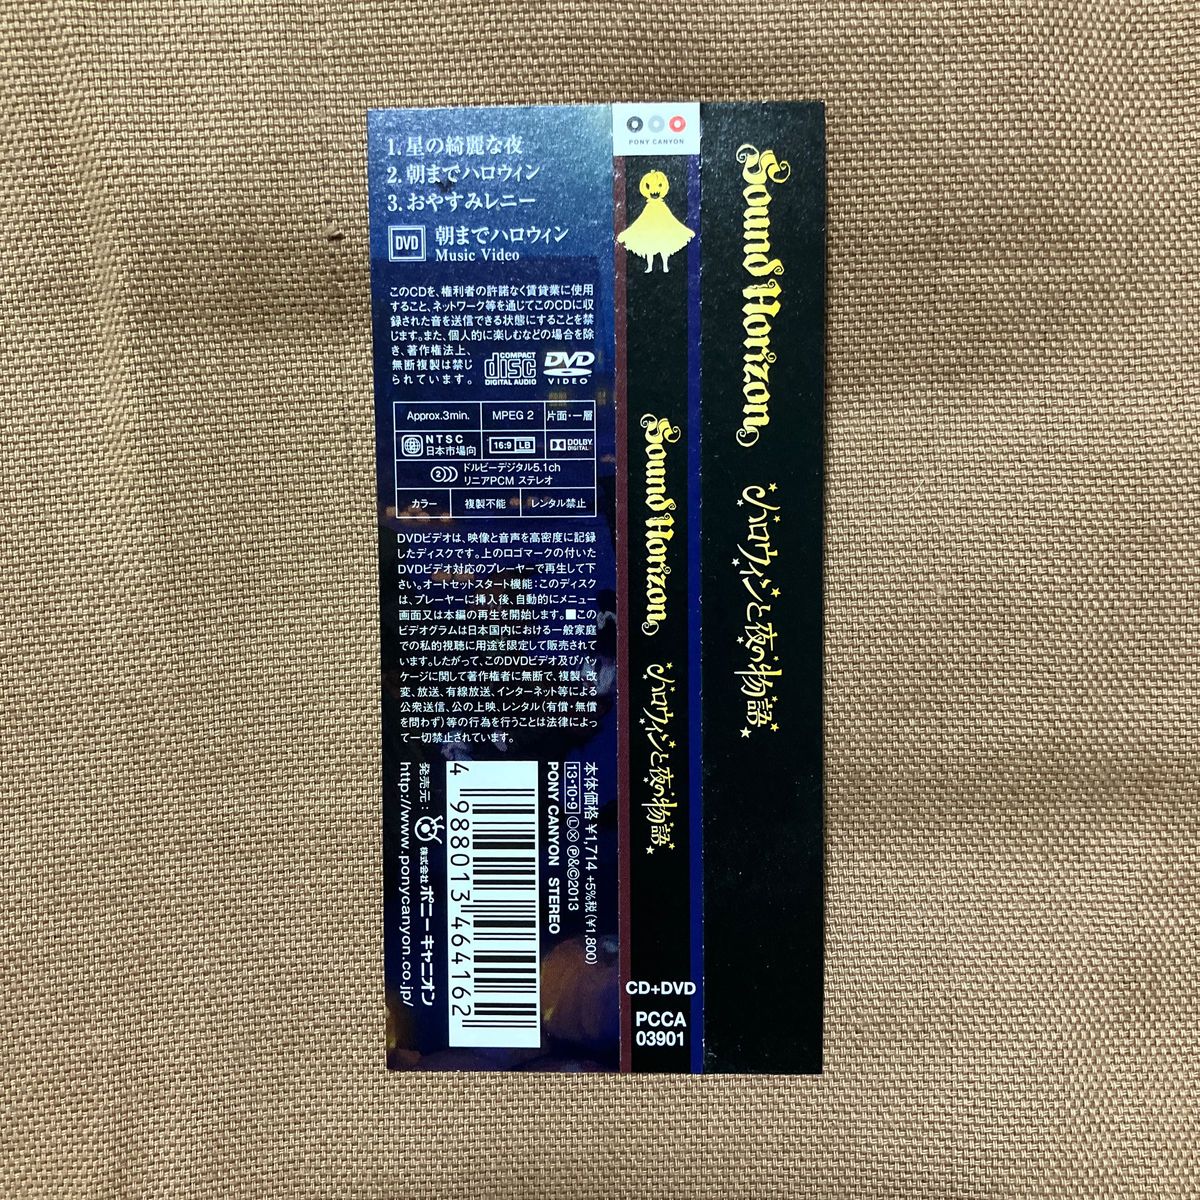 1. 星の綺麗な夜
2. 朝までハロウィン
3. おやすみレニー
DVD
朝までハロウィン
Music Video
このCDを、権利者の許諾なく賃貸業に使用
すること、ネットワーク等を通じてこのCDに収
録された音を送信できる状態にすることを禁
じます。また、個人的に楽しむなどの場合を除
き、著作権法上、
無断複製は禁じ
られています。
COMPACT
disc
DIGITAL AUDIO
DVD
VIDEO
Approx.3min.
MPEG 2
片面・一層
NTSC
日本市場向
16:9 LB
DOLBY
DIGITAL
2
ドルビーデジタル5.1ch
リニアPCM ステレオ
カラー
複製不能
レンタル禁止
DVDビデオは、映像と音声を高密度に記録
したディスクです。上のロゴマークの付いた
DVDビデオ対応のプレーヤーで再生して下
さい。オートセットスタート機能：このディスク
は、プレーヤーに挿入後、自動的にメニュー
画面又は本編の再生を開始します。■この
ビデオグラムは日本国内における一般家庭
での私的視聴に用途を限定して販売されて
います。したがって、このDVDビデオ及びパッ
ケージに関して著作権者に無断で、複製、改
変、放送、有線放送、インターネット等による
公衆送信、公の上映、レンタル（有償・無償
を問わず）等の行為を行うことは法律によっ
て一切禁止されています。
本体価格 ¥1,714 +5%税(¥1,800)
13・10・9 Ⓛ Ⓧ Ⓟ&Ⓒ2013
PONY CANYON STEREO
4 988013 464162
発売元： 株式会社 ポニーキャニオン
http://www.ponycanyon.co.jp/
PONY CANYON
Sound Horizon
ハロウィンと夜の物語
CD+DVD
PCCA
03901
Sound Horizon
ハロウィンと夜の物語